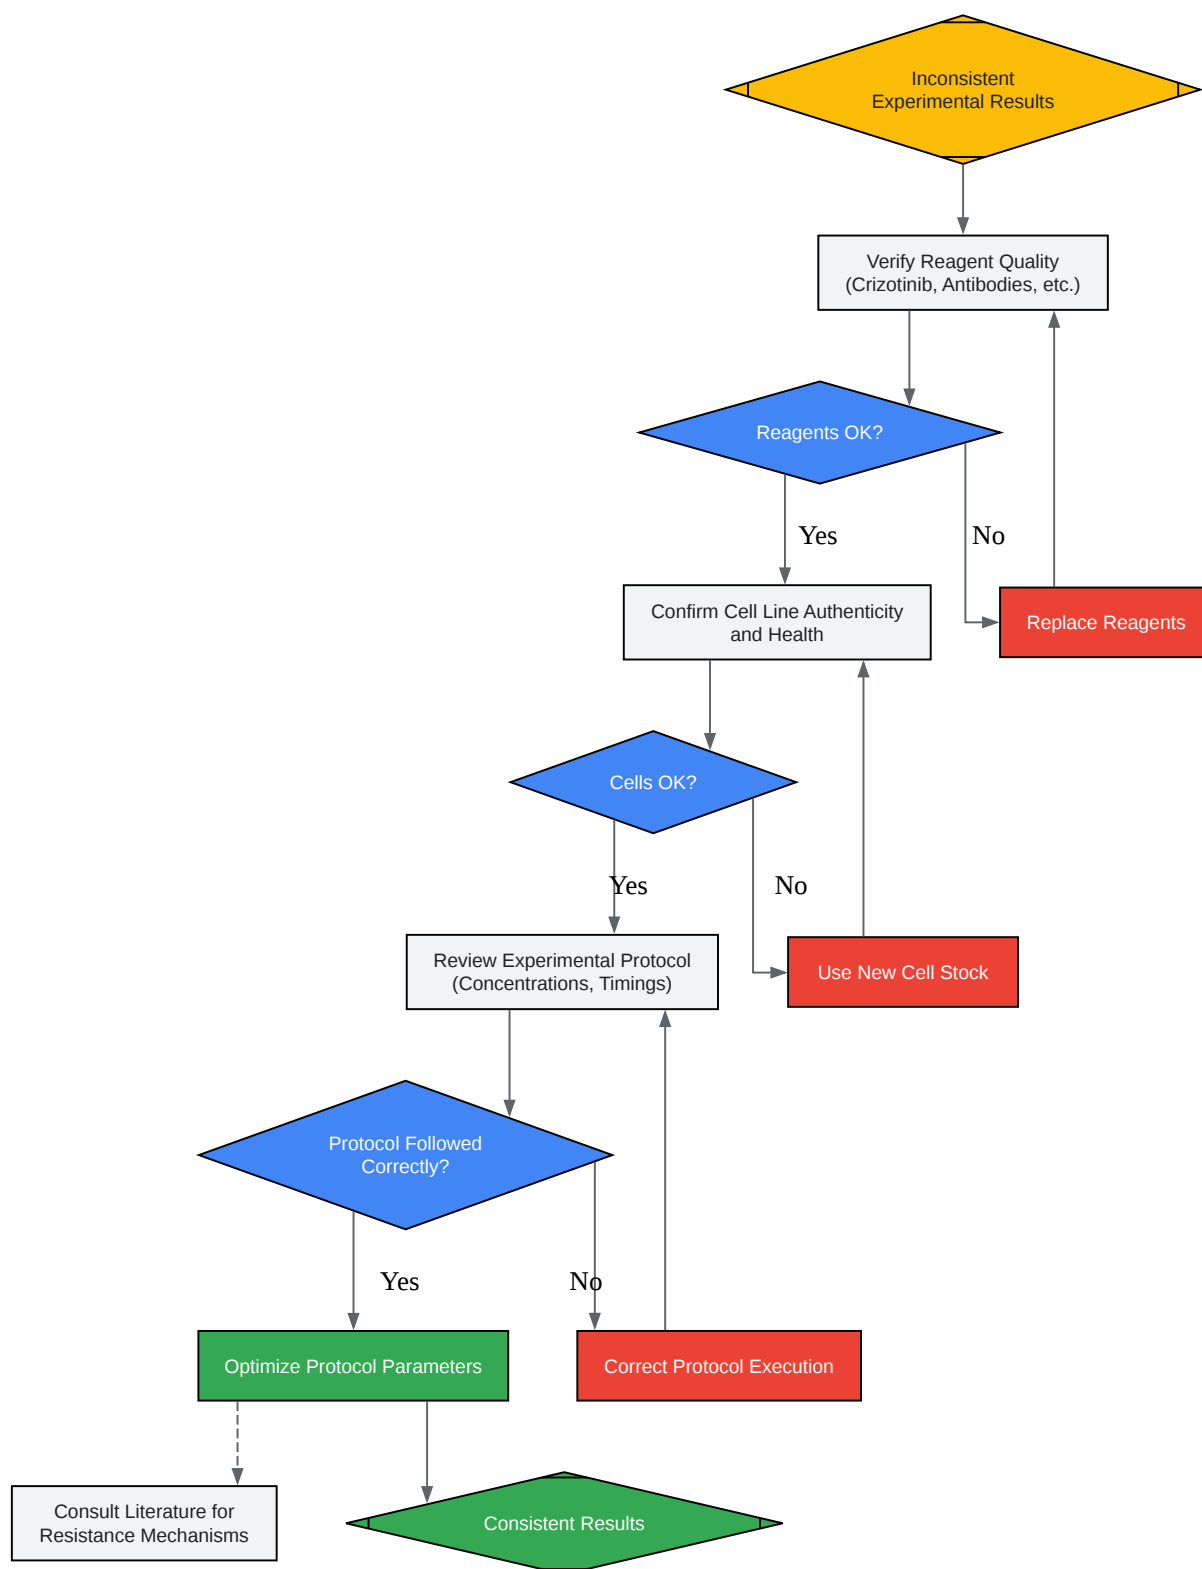 Inconsistent
Experimental Results
Verify Reagent Quality
(Crizotinib, Antibodies, etc.)
Reagents OK?
Yes
No
Confirm Cell Line Authenticity
and Health
Replace Reagents
Cells OK?
Yes
No
Review Experimental Protocol
(Concentrations, Timings)
Use New Cell Stock
Protocol Followed
Correctly?
Yes
No
Optimize Protocol Parameters
Correct Protocol Execution
Consult Literature for
Resistance Mechanisms
Consistent Results